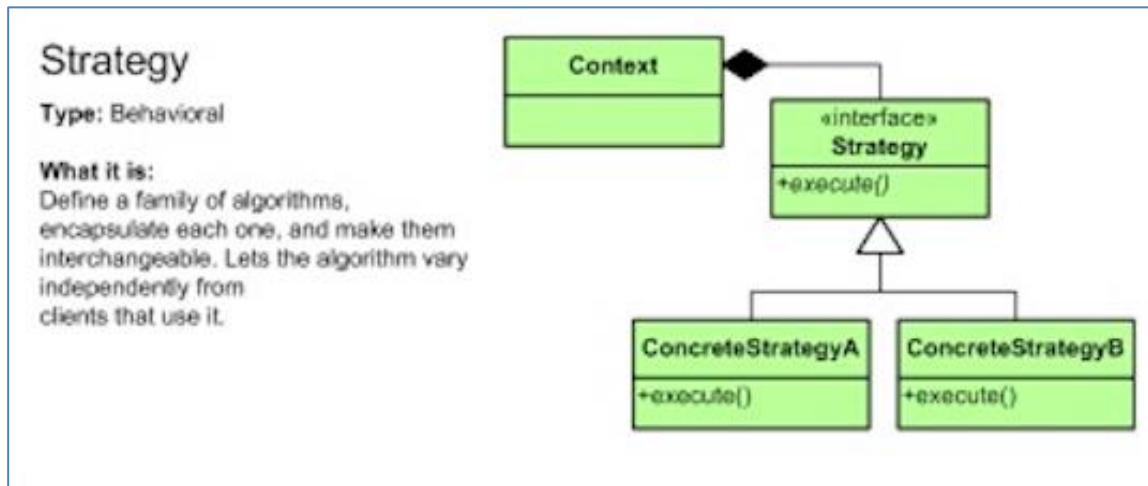 Strategy
Type: Behavioral
What it is:
Define a family of algorithms,
encapsulate each one, and make them
interchangeable. Lets the algorithm vary
independently from
clients that use it.
Context
«interface»
Strategy
+execute()
ConcreteStrategyA
+execute()
ConcreteStrategyB
+execute()